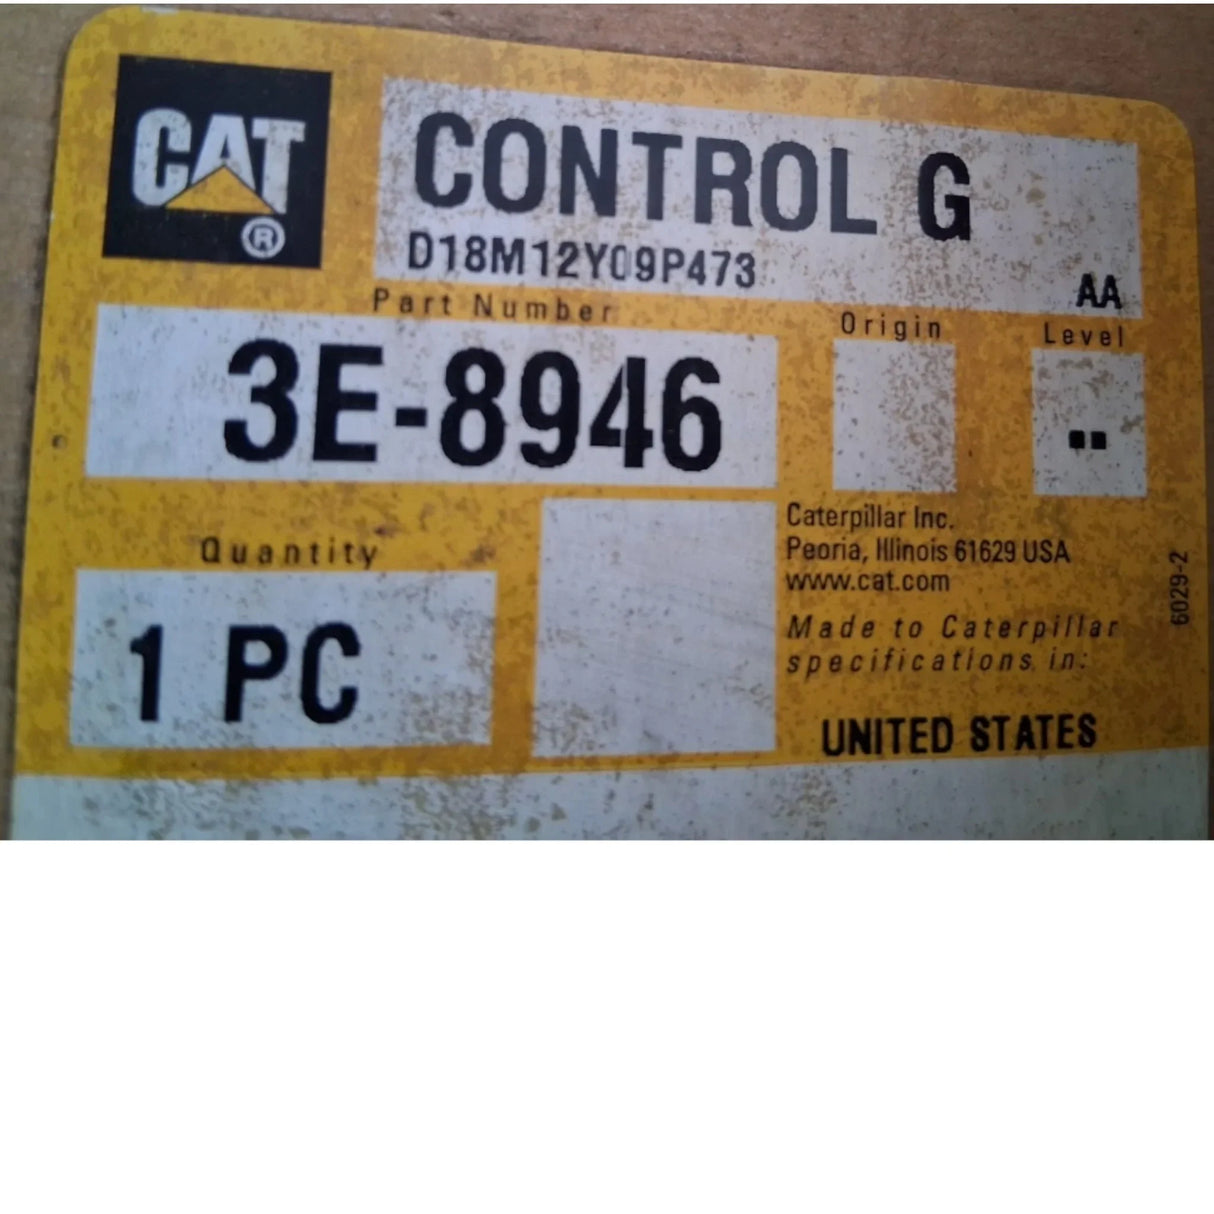 CAT®
CONTROL G
D18M12Y09P473
AA
Part Number
3E-8946
Origin
Level
--
Quantity
1 PC
Caterpillar Inc.
Peoria, Illinois 61629 USA
www.cat.com
Made to Caterpillar
specifications in:
UNITED STATES
6029-2